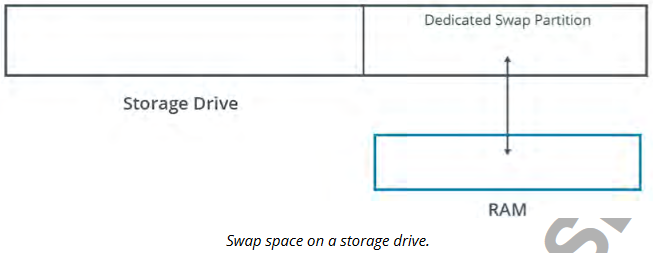 Dedicated Swap Partition
Storage Drive
RAM
Swap space on a storage drive.